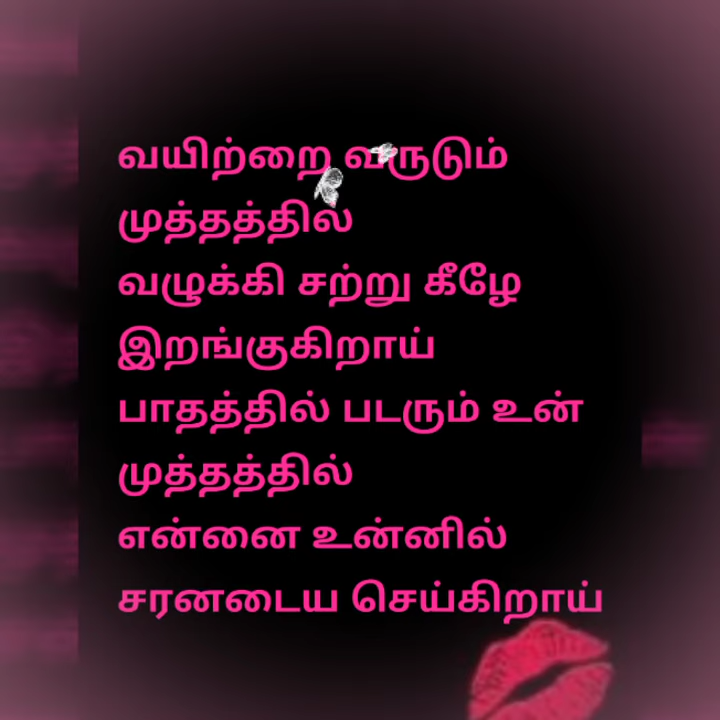 வயிற்றை வருடும்
முத்தத்தில்
வழுக்கி சற்று கீழே
இறங்குகிறாய்
பாதத்தில் படரும் உன்
முத்தத்தில்
என்னை உன்னில்
சரனடைய செய்கிறாய்